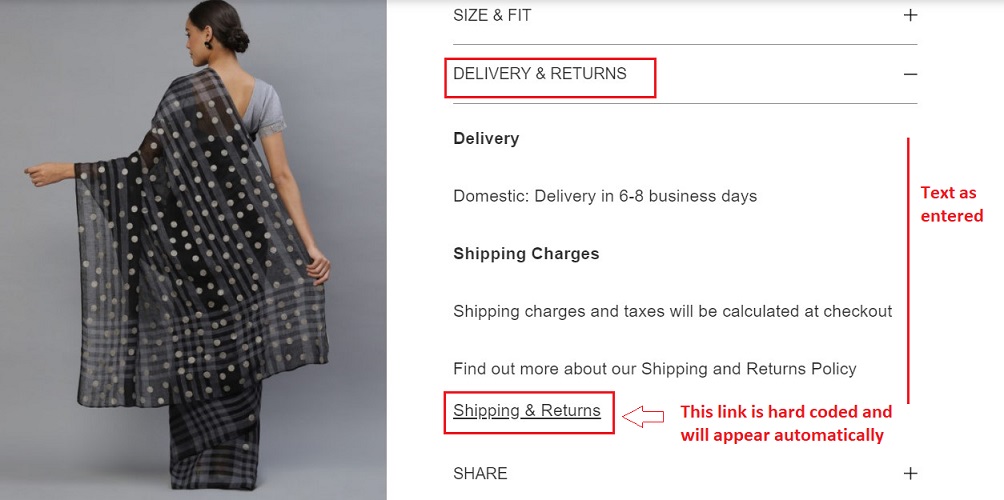 SIZE & FIT
DELIVERY & RETURNS
Delivery
Domestic: Delivery in 6-8 business days
Shipping Charges
Shipping charges and taxes will be calculated at checkout
Find out more about our Shipping and Returns Policy
Shipping & Returns
SHARE
Text as
entered
This link is hard coded and
will appear automatically